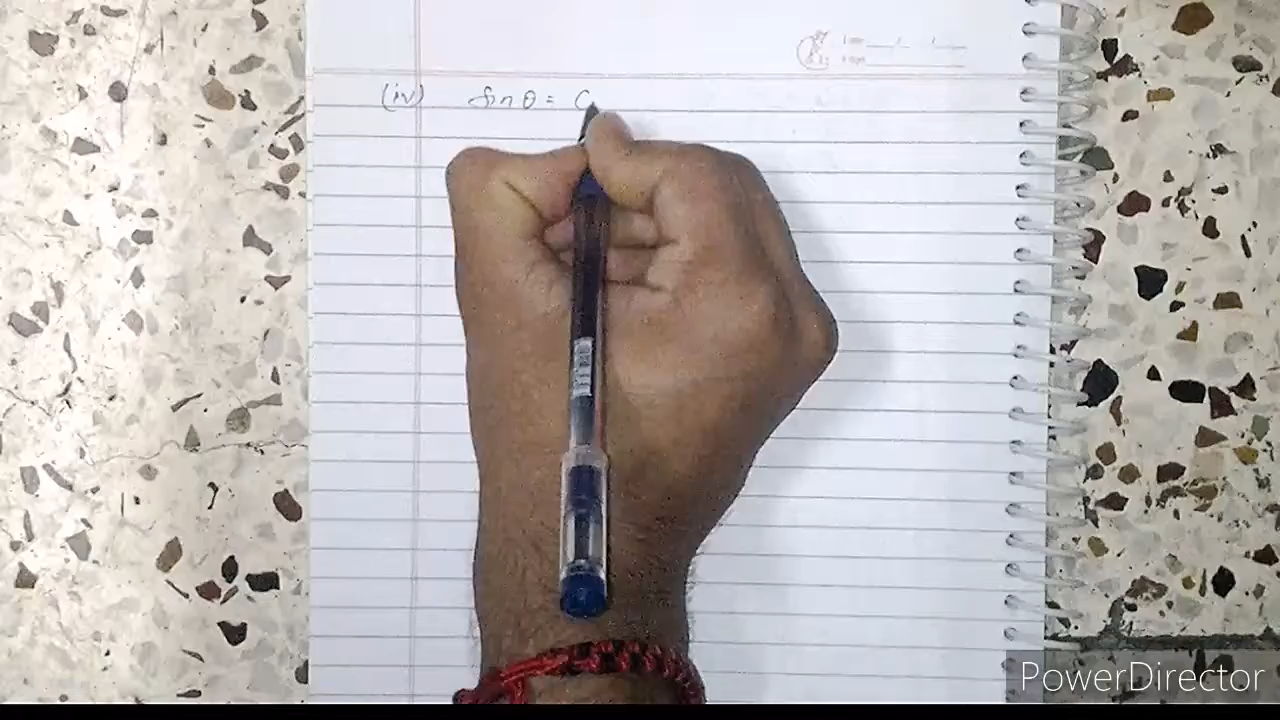 (iv) sin θ = C
PowerDirector